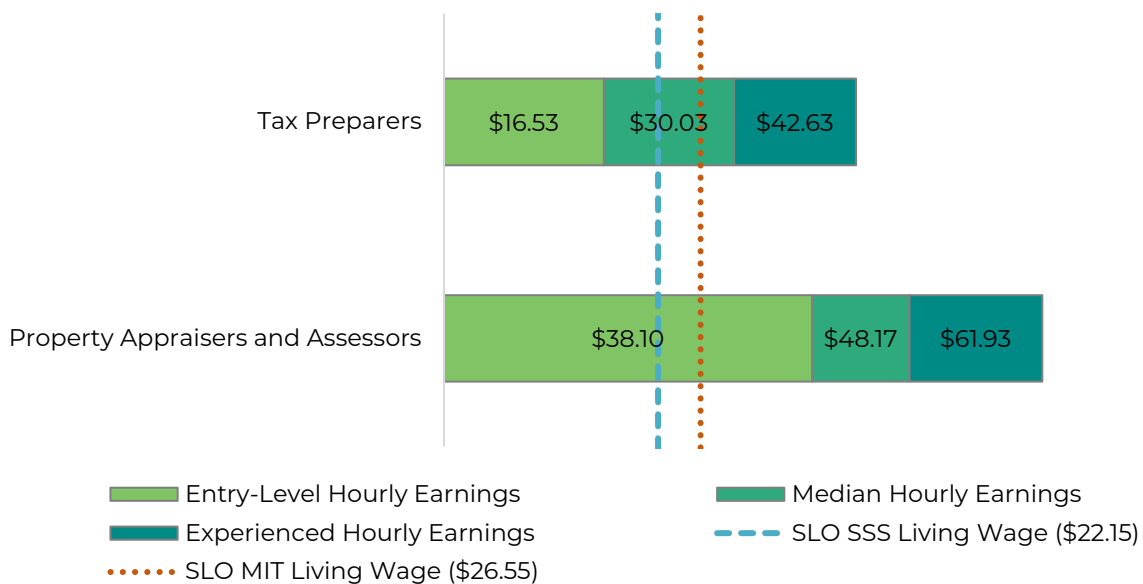 Tax Preparers
$16.53
$30.03
$42.63
Property Appraisers and Assessors
$38.10
$48.17
$61.93
Entry-Level Hourly Earnings
Median Hourly Earnings
Experienced Hourly Earnings
SLO SSS Living Wage ($22.15)
SLO MIT Living Wage ($26.55)